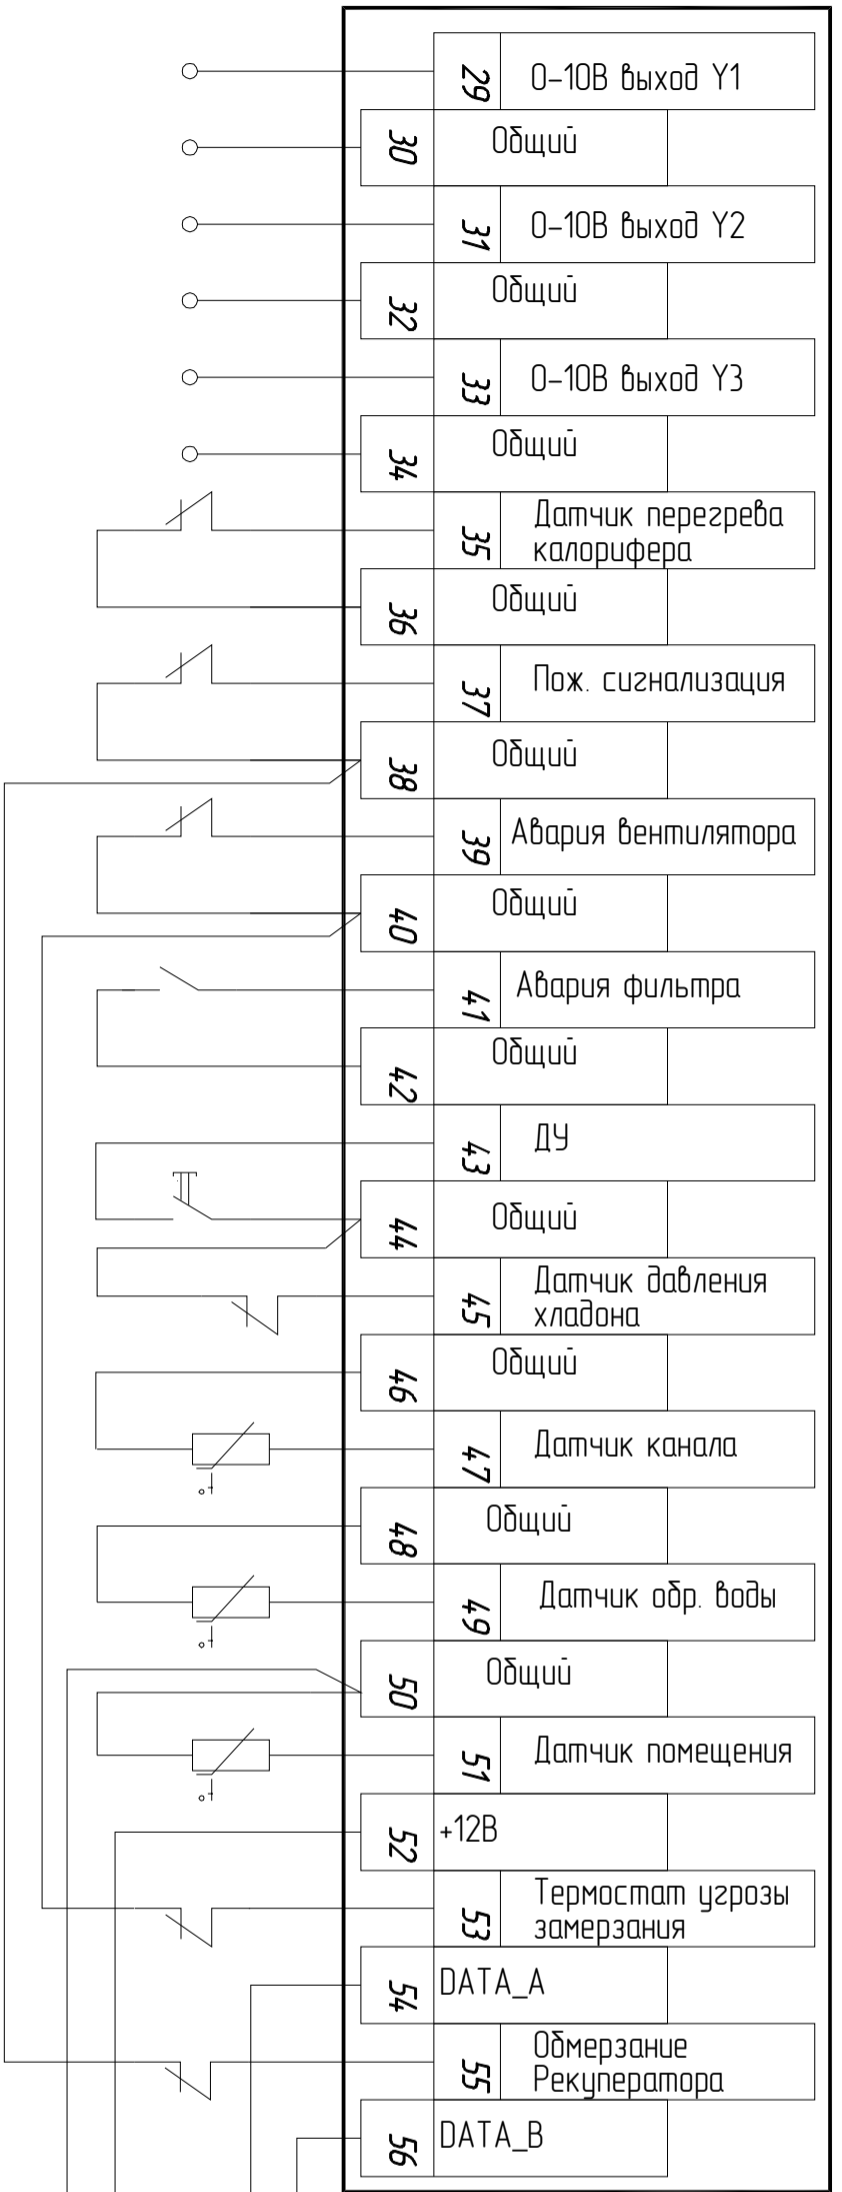 29 0-10В выход Y1
30 Общий
31 0-10В выход Y2
32 Общий
33 0-10В выход Y3
34 Общий
35 Датчик перегрева
калорифера
36 Общий
37 Пож. сигнализация
38 Общий
39 Авария вентилятора
40 Общий
41 Авария фильтра
42 Общий
43 ДУ
44 Общий
45 Датчик давления
хладона
46 Общий
47 Датчик канала
48 Общий
49 Датчик обр. воды
50 Общий
51 Датчик помещения
52 +12В
53 Термостат угрозы
замерзания
54 DATA_A
55 Обмерзание
Рекуператора
56 DATA_B